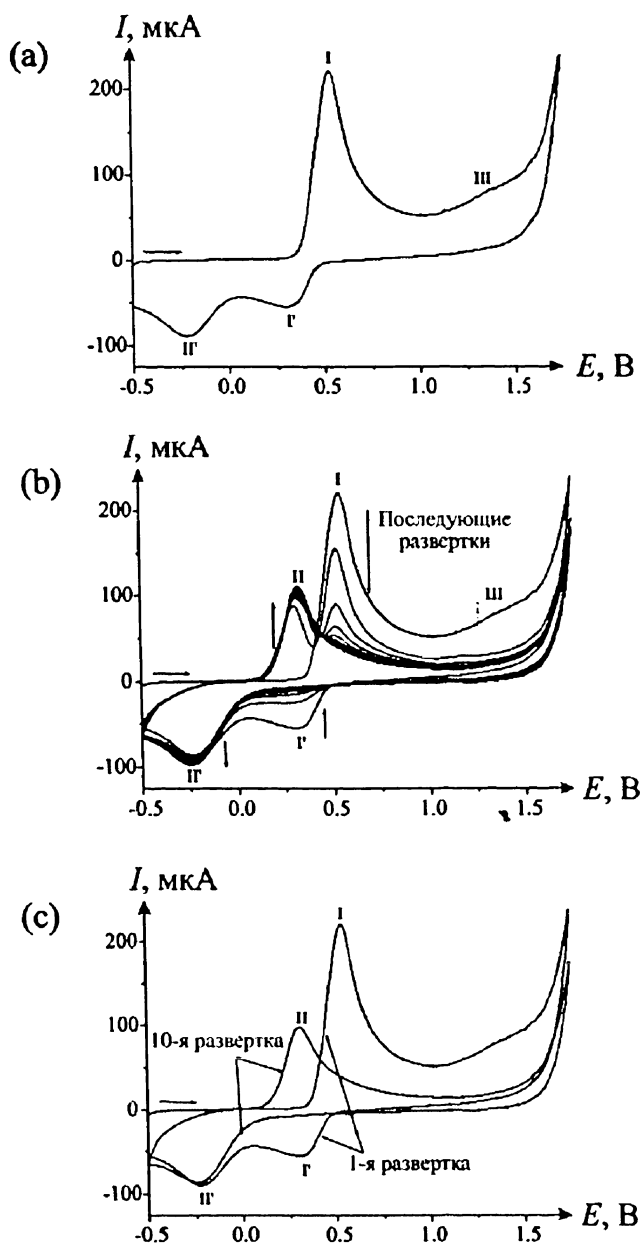 I, мкА
(a)
200
100
0
-100
I
III
I'
II'
-0.5 0.0 0.5 1.0 1.5
E, В
I, мкА
(b)
200
100
0
-100
I
Последующие
развертки
II
III
I'
II'
-0.5 0.0 0.5 1.0 1.5
E, В
I, мкА
(c)
200
100
0
-100
I
II
10-я развертка
I'
1-я развертка
II'
-0.5 0.0 0.5 1.0 1.5
E, В